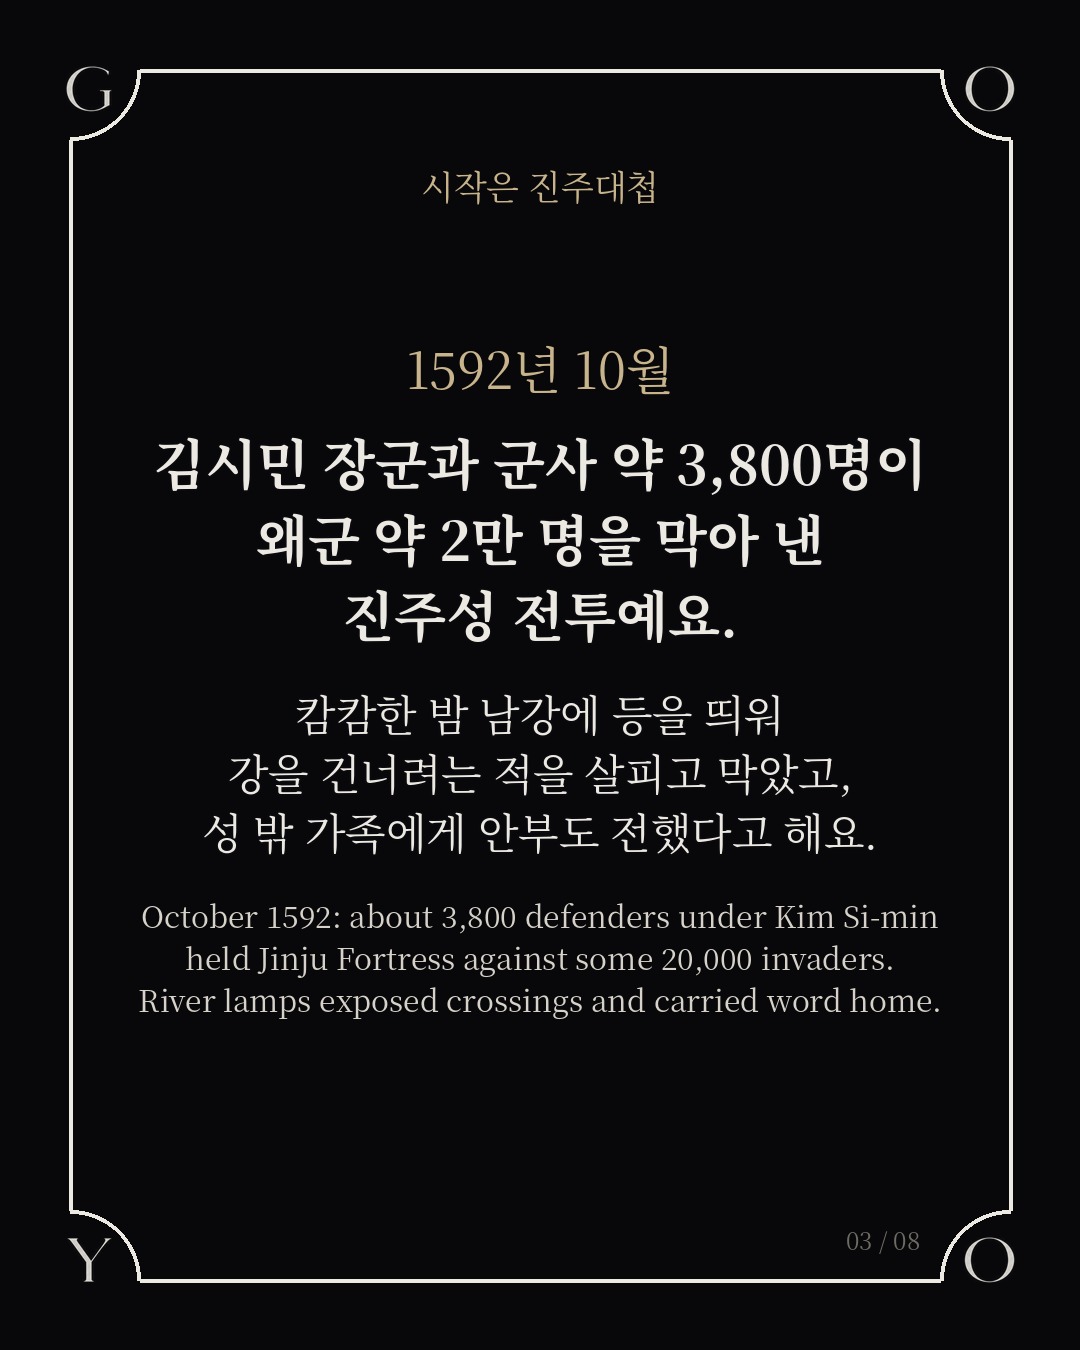 G
O
시작은 진주대첩
1592년 10월
김시민 장군과 군사 약 3,800명이
왜군 약 2만 명을 막아 낸
진주성 전투예요.
캄캄한 밤 남강에 등을 띄워
강을 건너려는 적을 살피고 막았고,
성 밖 가족에게 안부도 전했다고 해요.
October 1592: about 3,800 defenders under Kim Si-min
held Jinju Fortress against some 20,000 invaders.
River lamps exposed crossings and carried word home.
03 / 08
Y
O